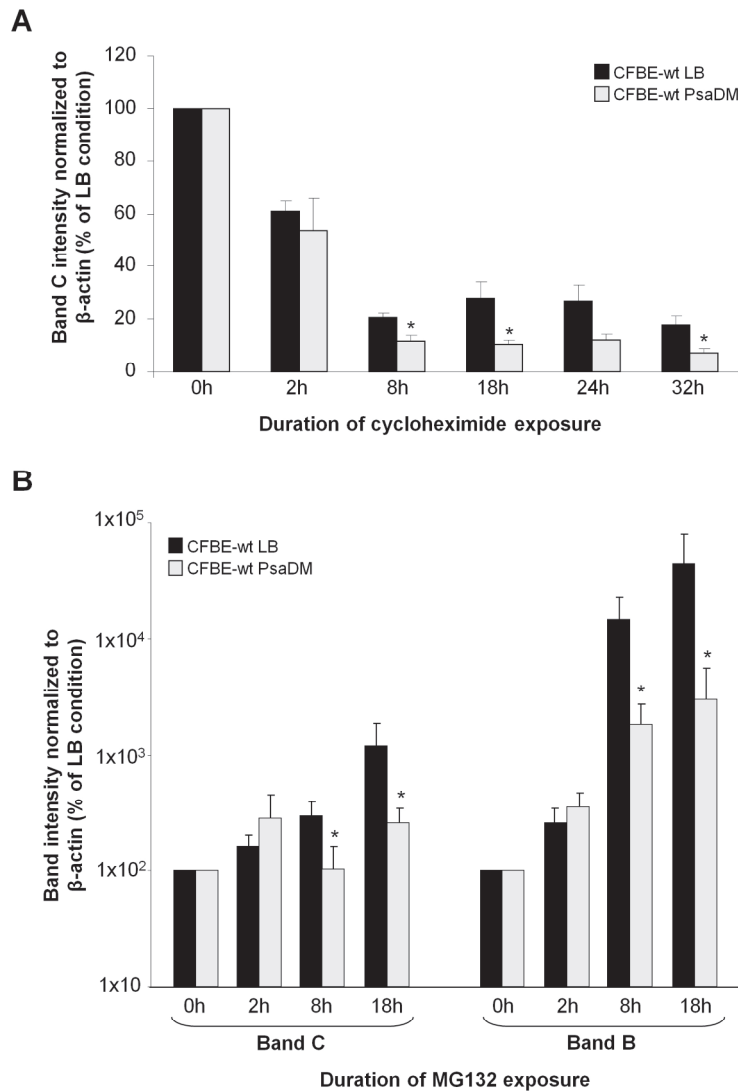 A
Band C intensity normalized to
β-actin (% of LB condition)
120
100
80
60
40
20
0
CFBE-wt LB
CFBE-wt PsaDM
* * *
0h 2h 8h 18h 24h 32h
Duration of cycloheximide exposure
B
Band intensity normalized to
β-actin (% of LB condition)
1x10⁵
1x10⁴
1x10³
1x10²
1x10
CFBE-wt LB
CFBE-wt PsaDM
* * * *
0h 2h 8h 18h 0h 2h 8h 18h
Band C Band B
Duration of MG132 exposure